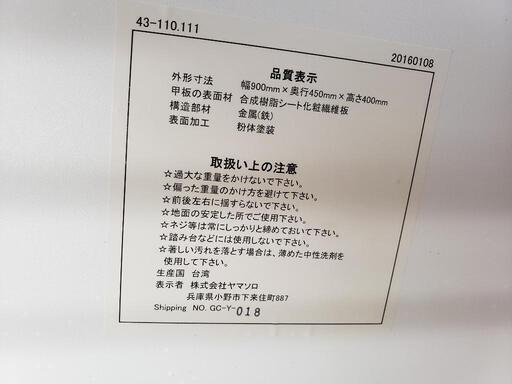 43-110.111
20160108
品質表示
外形寸法 幅900mm×奥行450mm×高さ400mm
甲板の表面材 合成樹脂シート化粧繊維板
構造部材 金属(鉄)
表面加工 粉体塗装
取扱い上の注意
☆過大な重量をかけないで下さい。
☆偏った重量のかけ方を避けて下さい。
☆前後左右に揺すらないで下さい。
☆地面の安定した所でご使用下さい。
☆ネジ等は常にしっかりと締めておいて下さい。
☆踏み台などには使用しないで下さい。
☆著しい汚れを落とす場合は、薄めた中性洗剤を
使用して下さい。
生産国 台湾
表示者 株式会社ヤマソロ
兵庫県小野市下来住町887
Shipping NO. GC-Y-018